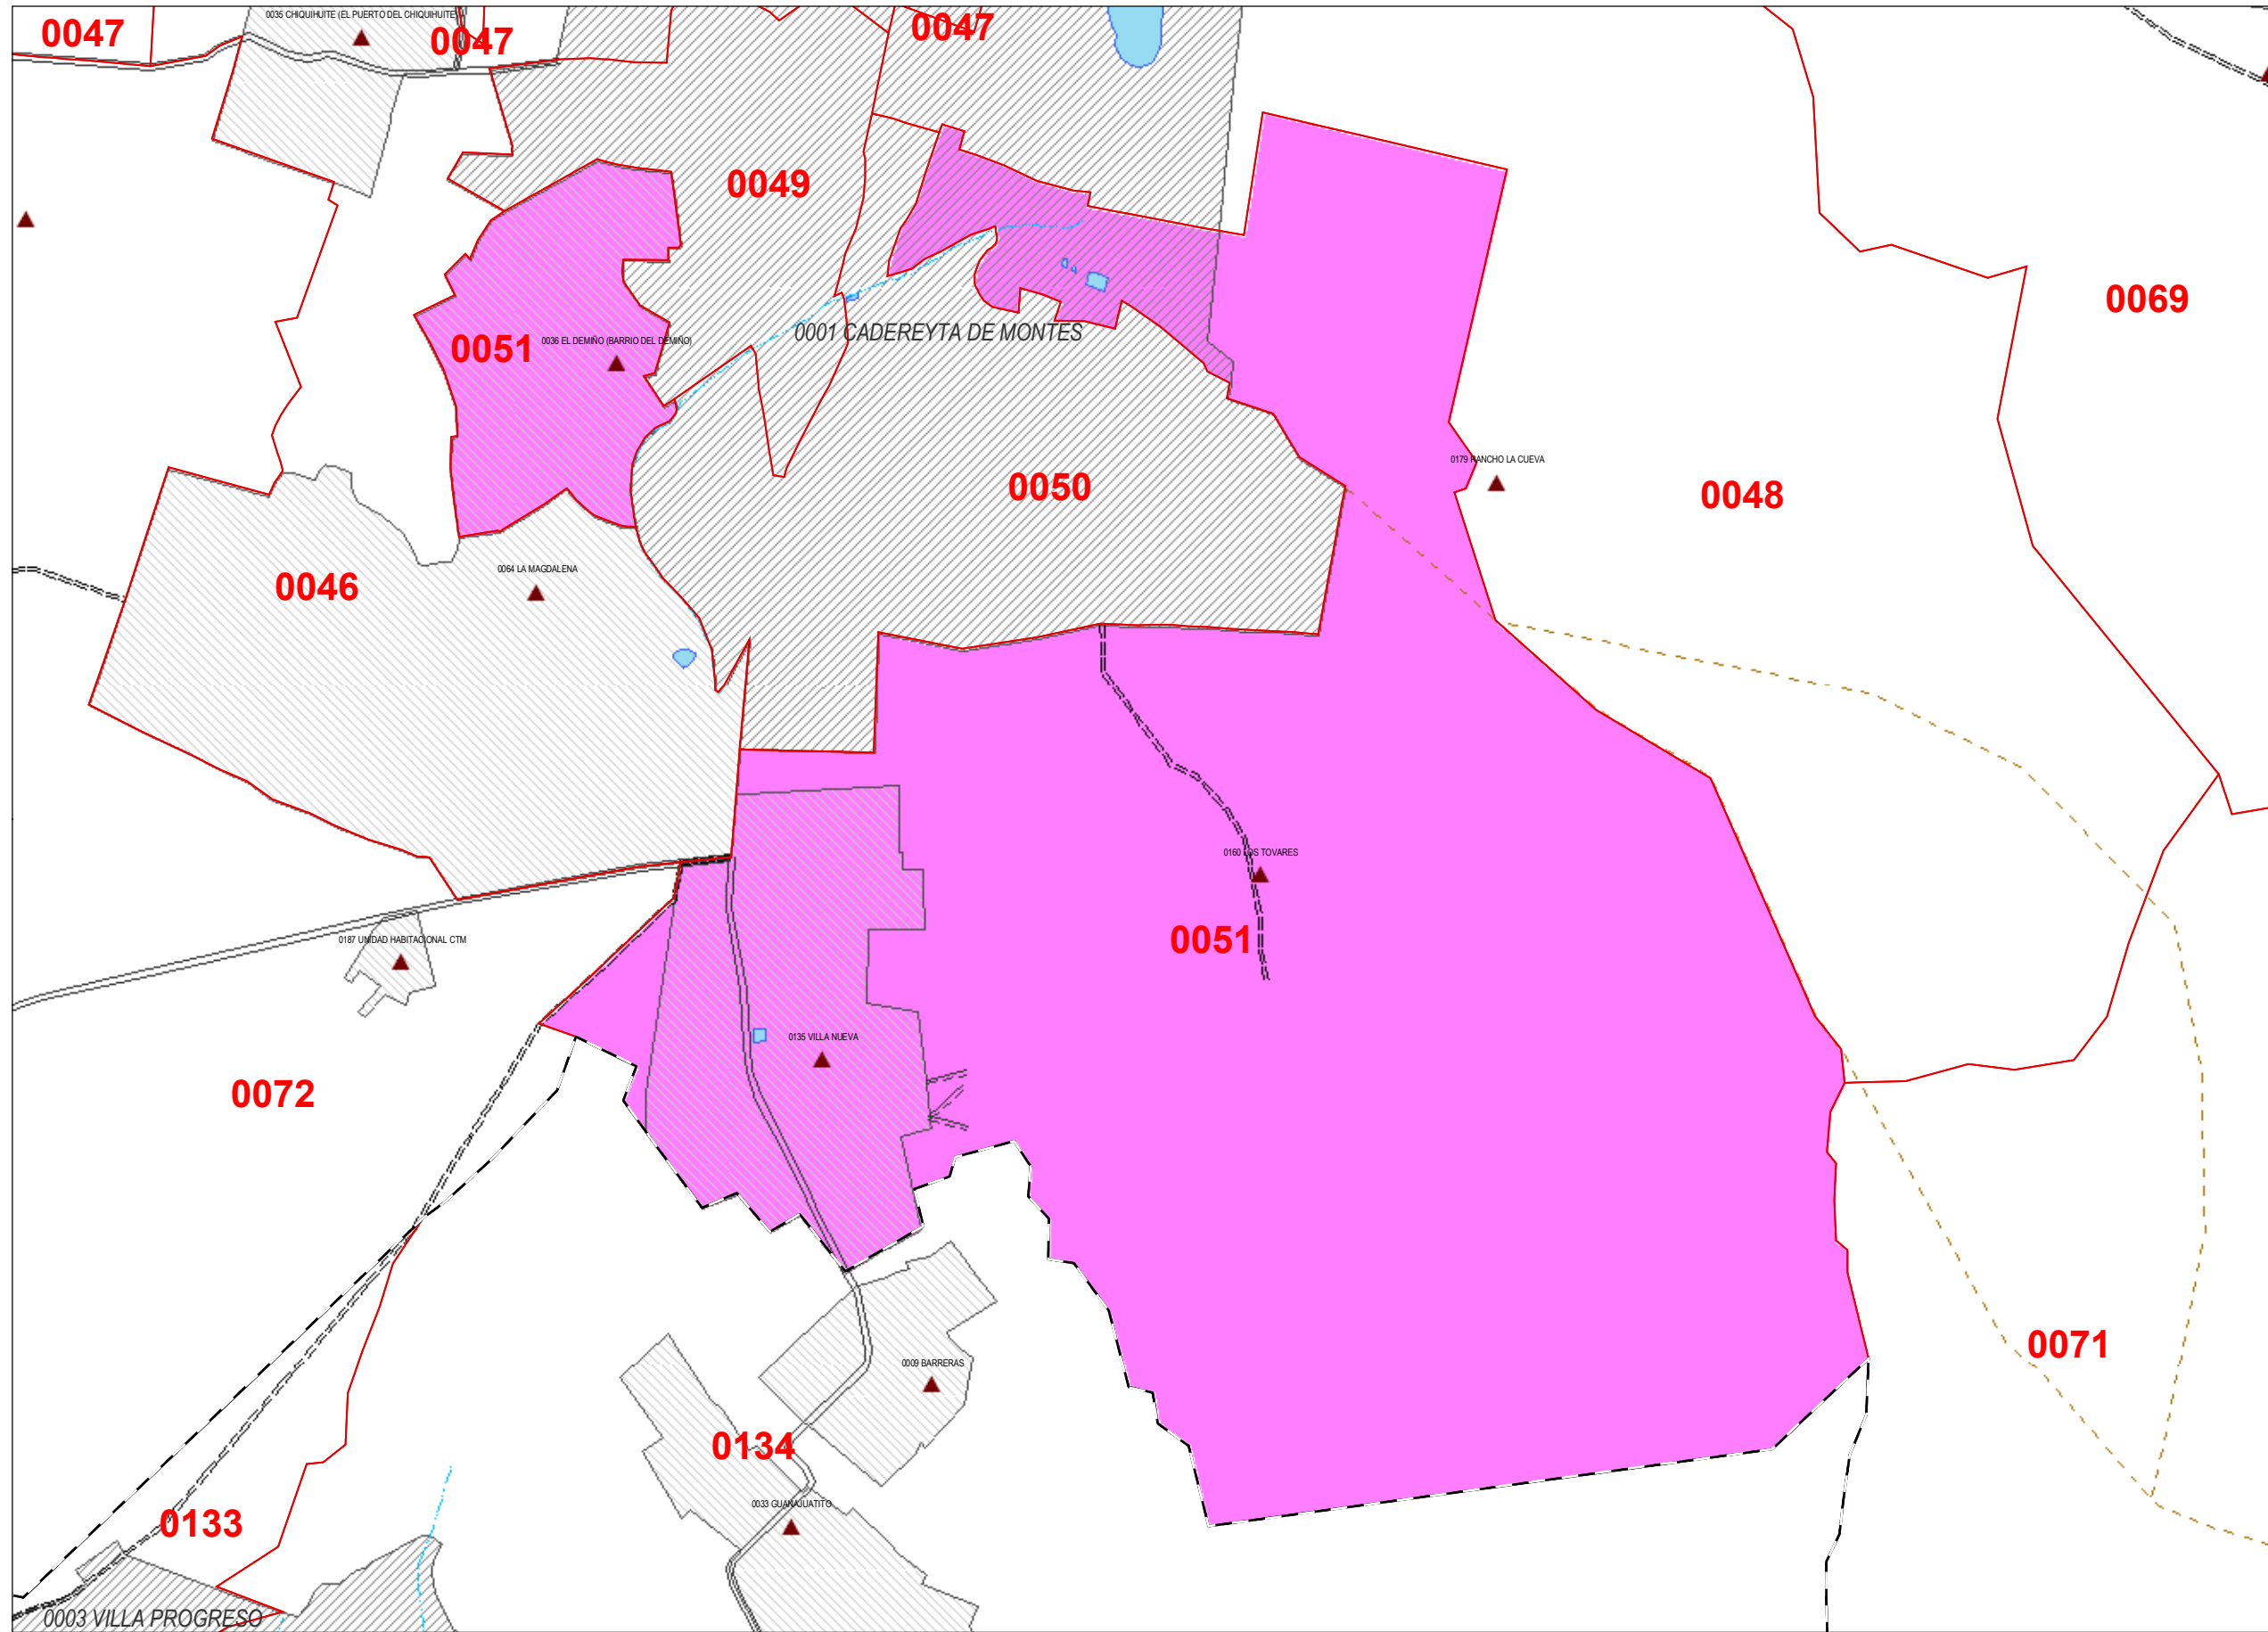 0035 CHIQUIHUITE (EL PUERTO DEL CHIQUIHUITE)
0047
0047
0047
0049
0069
0001 CADEREYTA DE MONTES
0051
0036 EL DEMIÑO (BARRIO DEL DEMIÑO)
0179 RANCHO LA CUEVA
0050
0048
0064 LA MAGDALENA
0046
0160 LOS TOVARES
0187 UNIDAD HABITACIONAL CTM
0051
0135 VILLA NUEVA
0072
0071
0009 BARRERAS
0134
0033 GUANAJUATITO
0133
0003 VILLA PROGRESO